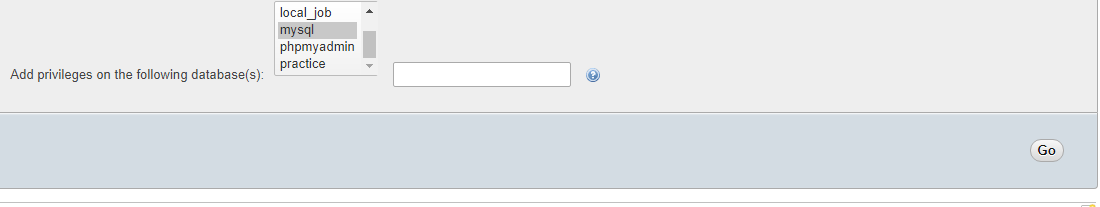 local_job
mysql
phpmyadmin
practice
Add privileges on the following database(s):
Go